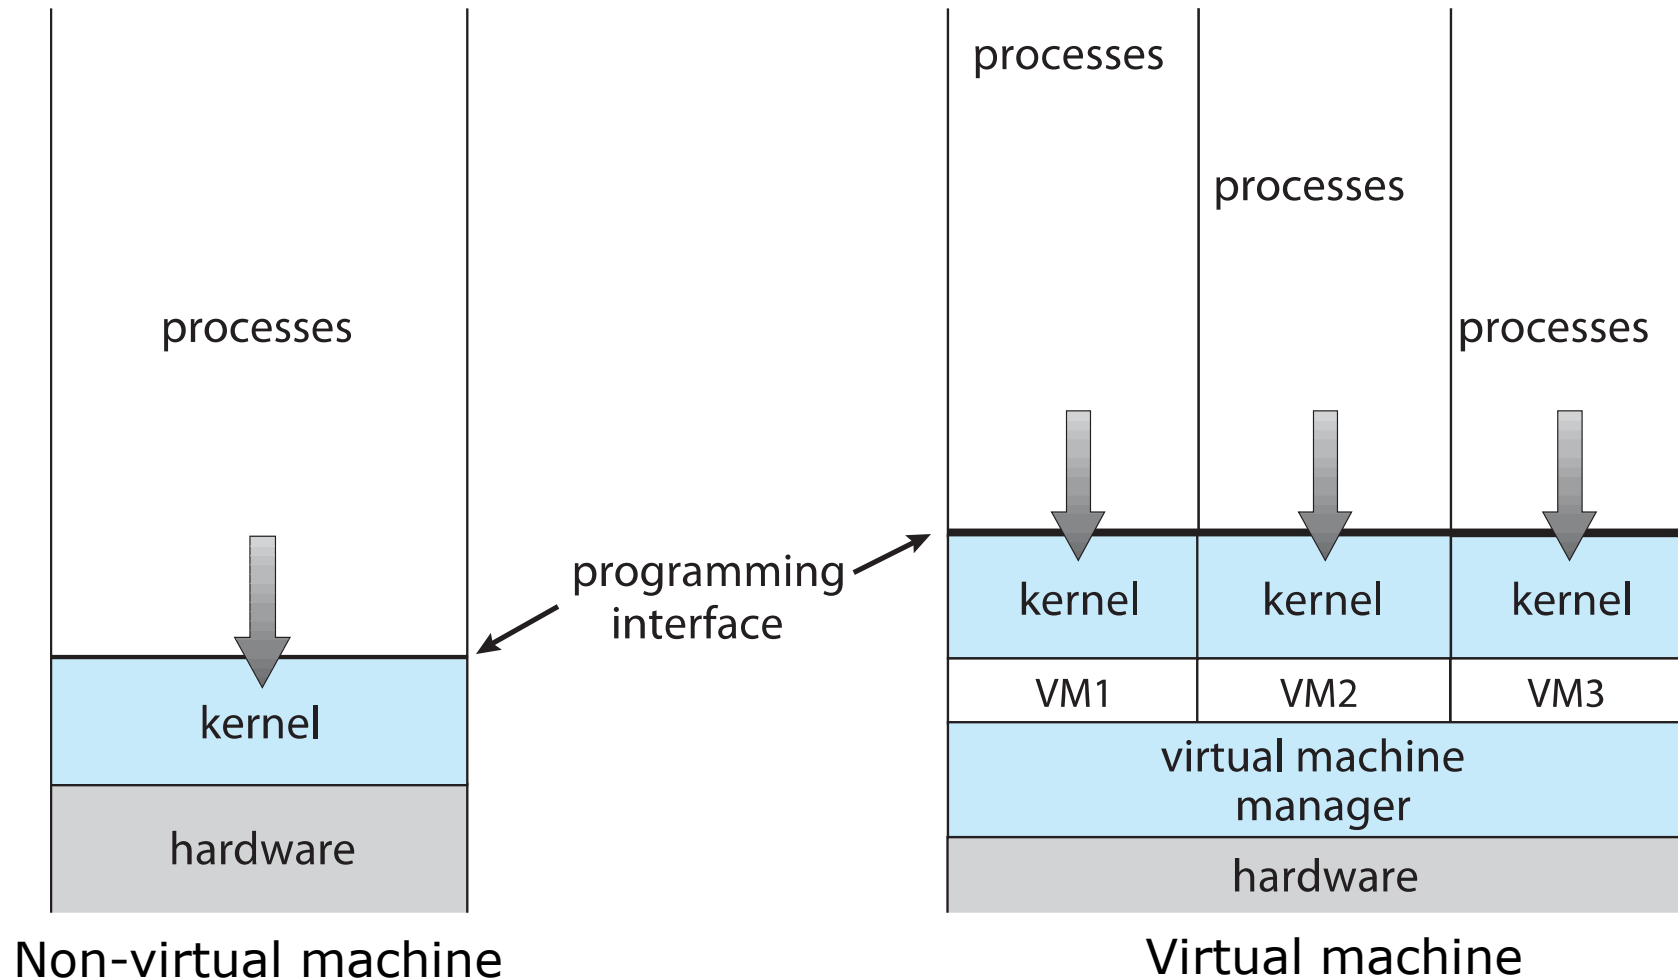 processes
kernel
hardware
Non-virtual machine
programming
interface
processes
processes
processes
kernel
kernel
kernel
VM1
VM2
VM3
virtual machine
manager
hardware
Virtual machine